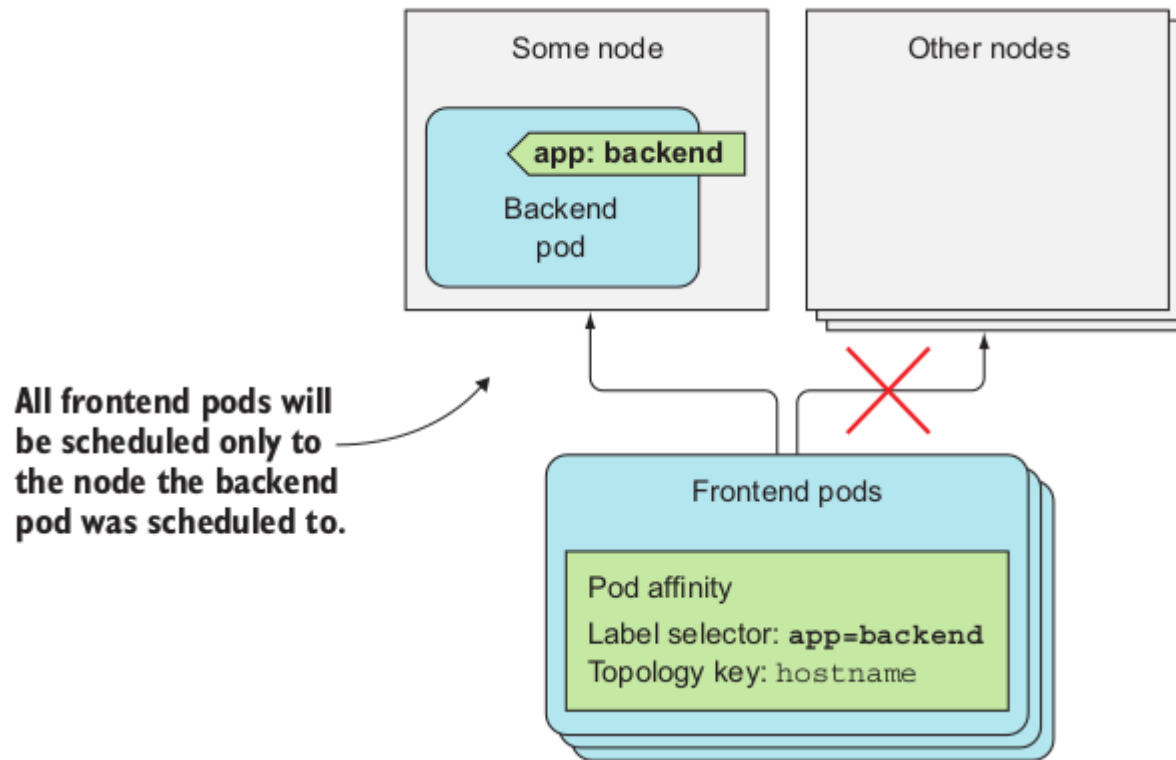 Some node
Other nodes
app: backend
Backend
pod
All frontend pods will
be scheduled only to
the node the backend
pod was scheduled to.
Frontend pods
Pod affinity
Label selector: app=backend
Topology key: hostname